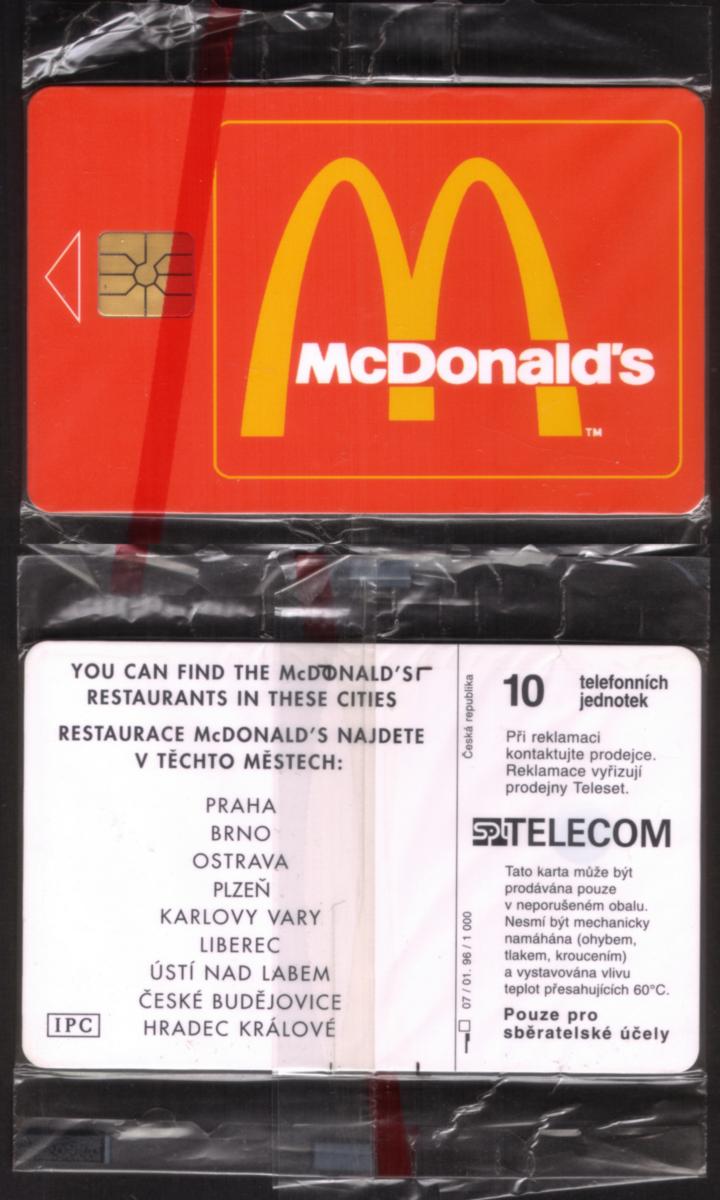 McDonald's
TM
YOU CAN FIND THE McDONALD'S
RESTAURANTS IN THESE CITIES
RESTAURACE McDONALD'S NAJDETE
V TĚCHTO MĚSTECH:
PRAHA
BRNO
OSTRAVA
PLZEŇ
KARLOVY VARY
LIBEREC
ÚSTÍ NAD LABEM
ČESKÉ BUDĚJOVICE
HRADEC KRÁLOVÉ
IPC
Česká republika
07 / 01. 96 / 1 000
10 telefonních
jednotek
Při reklamaci
kontaktujte prodejce.
Reklamace vyřizují
prodejny Teleset.
SPT TELECOM
Tato karta může být
prodávána pouze
v neporušeném obalu.
Nesmí být mechanicky
namáhána (ohybem,
tlakem, kroucením)
a vystavována vlivu
teplot přesahujících 60°C.
Pouze pro
sběratelské účely